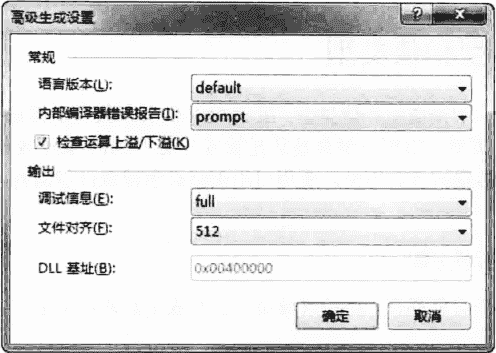 高级生成设置
常规
语言版本(L): default
内部编译器错误报告(I): prompt
检查运算上溢/下溢(K)
输出
调试信息(E): full
文件对齐(F): 512
DLL 基址(B): 0x00400000
确定 取消